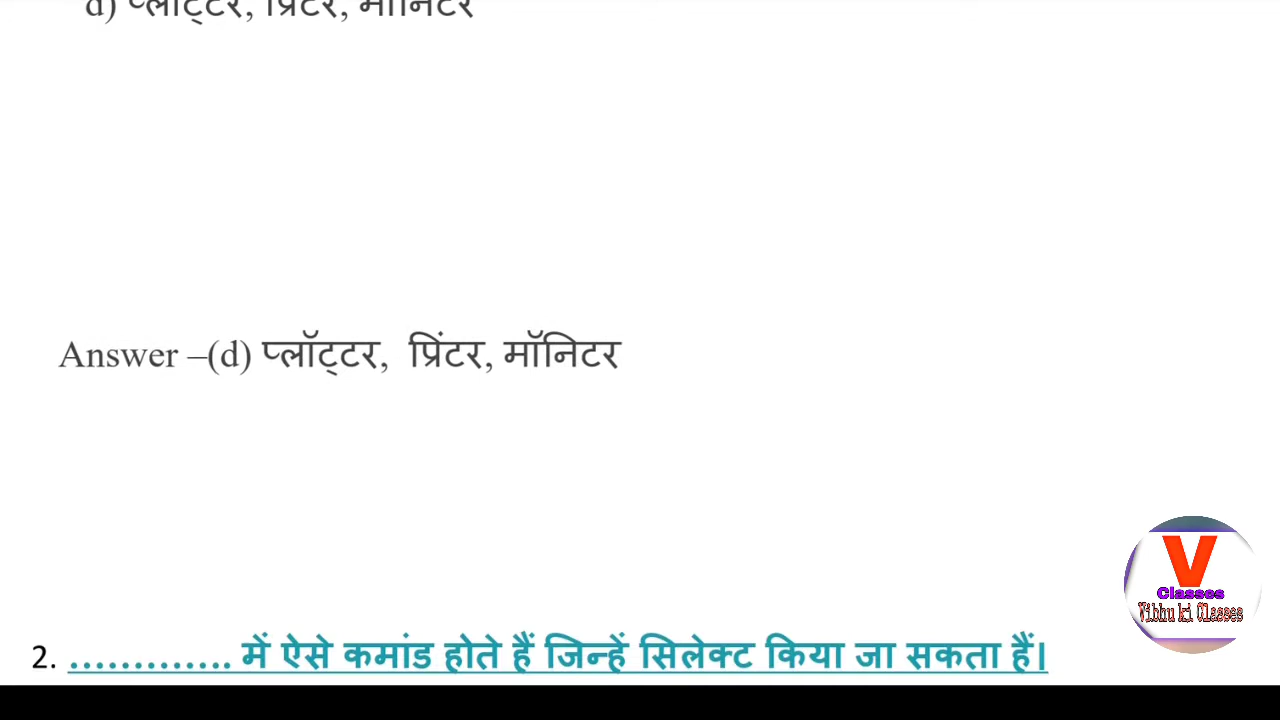 d) प्लॉट्टर, प्रिंटर, मॉनिटर
Answer –(d) प्लॉट्टर, प्रिंटर, मॉनिटर
V
Classes
Vibhu ki Classes
2. ............. में ऐसे कमांड होते हैं जिन्हें सिलेक्ट किया जा सकता हैं।